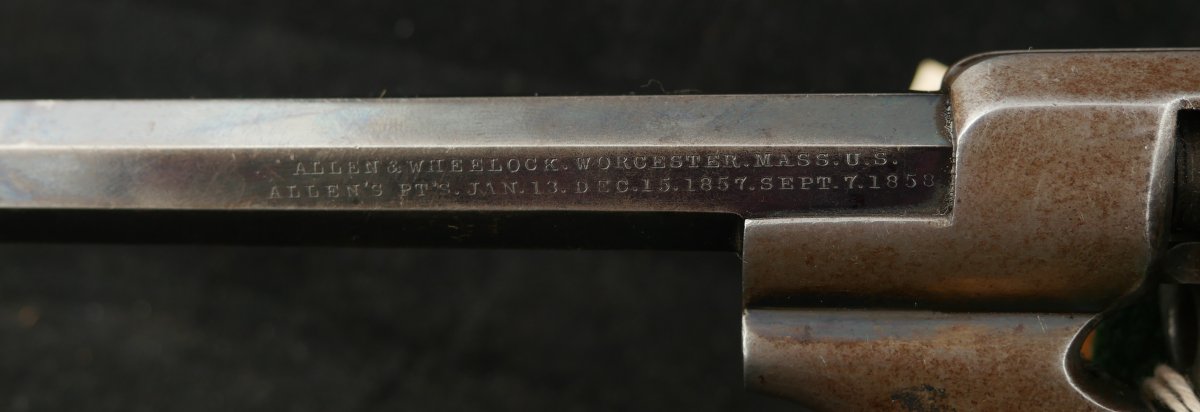 ALLEN & WHEELOCK. WORCESTER. MASS. U.S.
ALLEN'S PT'S. JAN. 13. DEC. 15. 1857. SEPT. 7. 1858